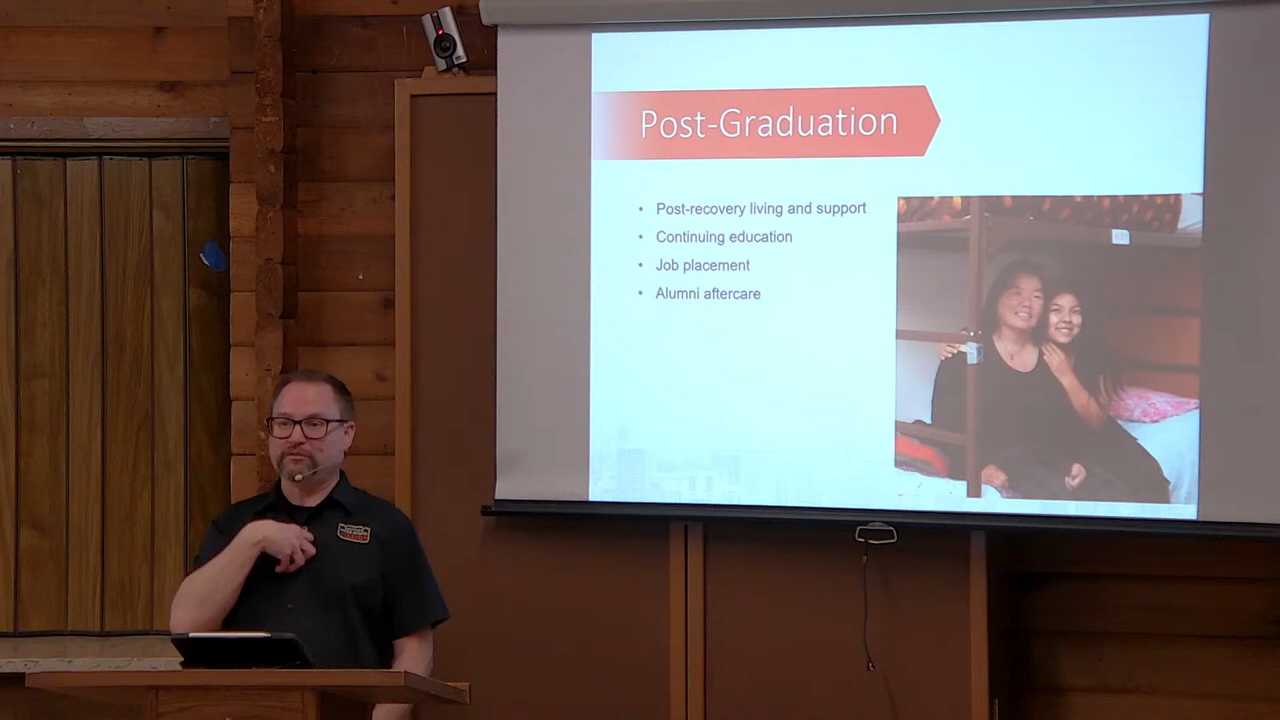 Post-Graduation
• Post-recovery living and support
• Continuing education
• Job placement
• Alumni aftercare